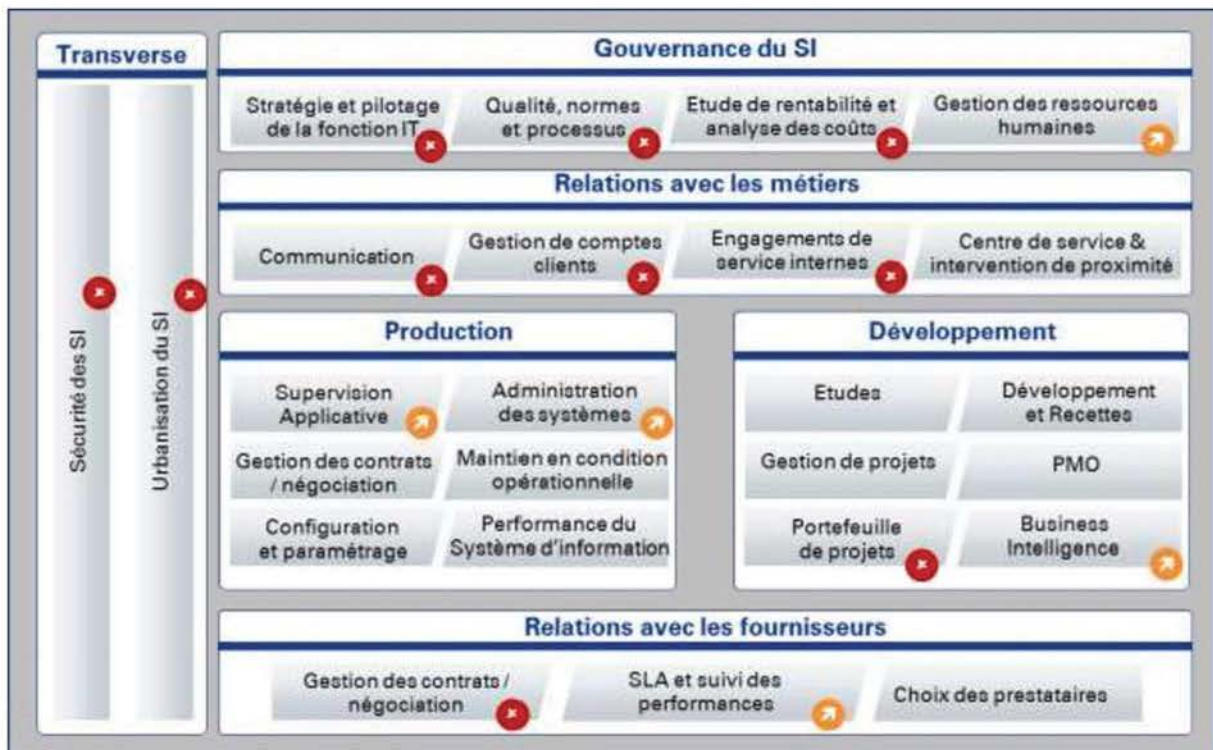 Transverse
Sécurité des SI
Urbanisation du SI
Gouvernance du SI
Stratégie et pilotage
de la fonction IT
Qualité, normes
et processus
Etude de rentabilité et
analyse des coûts
Gestion des ressources
humaines
Relations avec les métiers
Communication
Gestion de comptes
clients
Engagements de
service internes
Centre de service &
intervention de proximité
Production
Supervision
Applicative
Administration
des systèmes
Gestion des contrats
/ négociation
Maintien en condition
opérationnelle
Configuration
et paramétrage
Performance du
Système d'information
Développement
Etudes
Développement
et Recettes
Gestion de projets
PMO
Portefeuille
de projets
Business
Intelligence
Relations avec les fournisseurs
Gestion des contrats /
négociation
SLA et suivi des
performances
Choix des prestataires